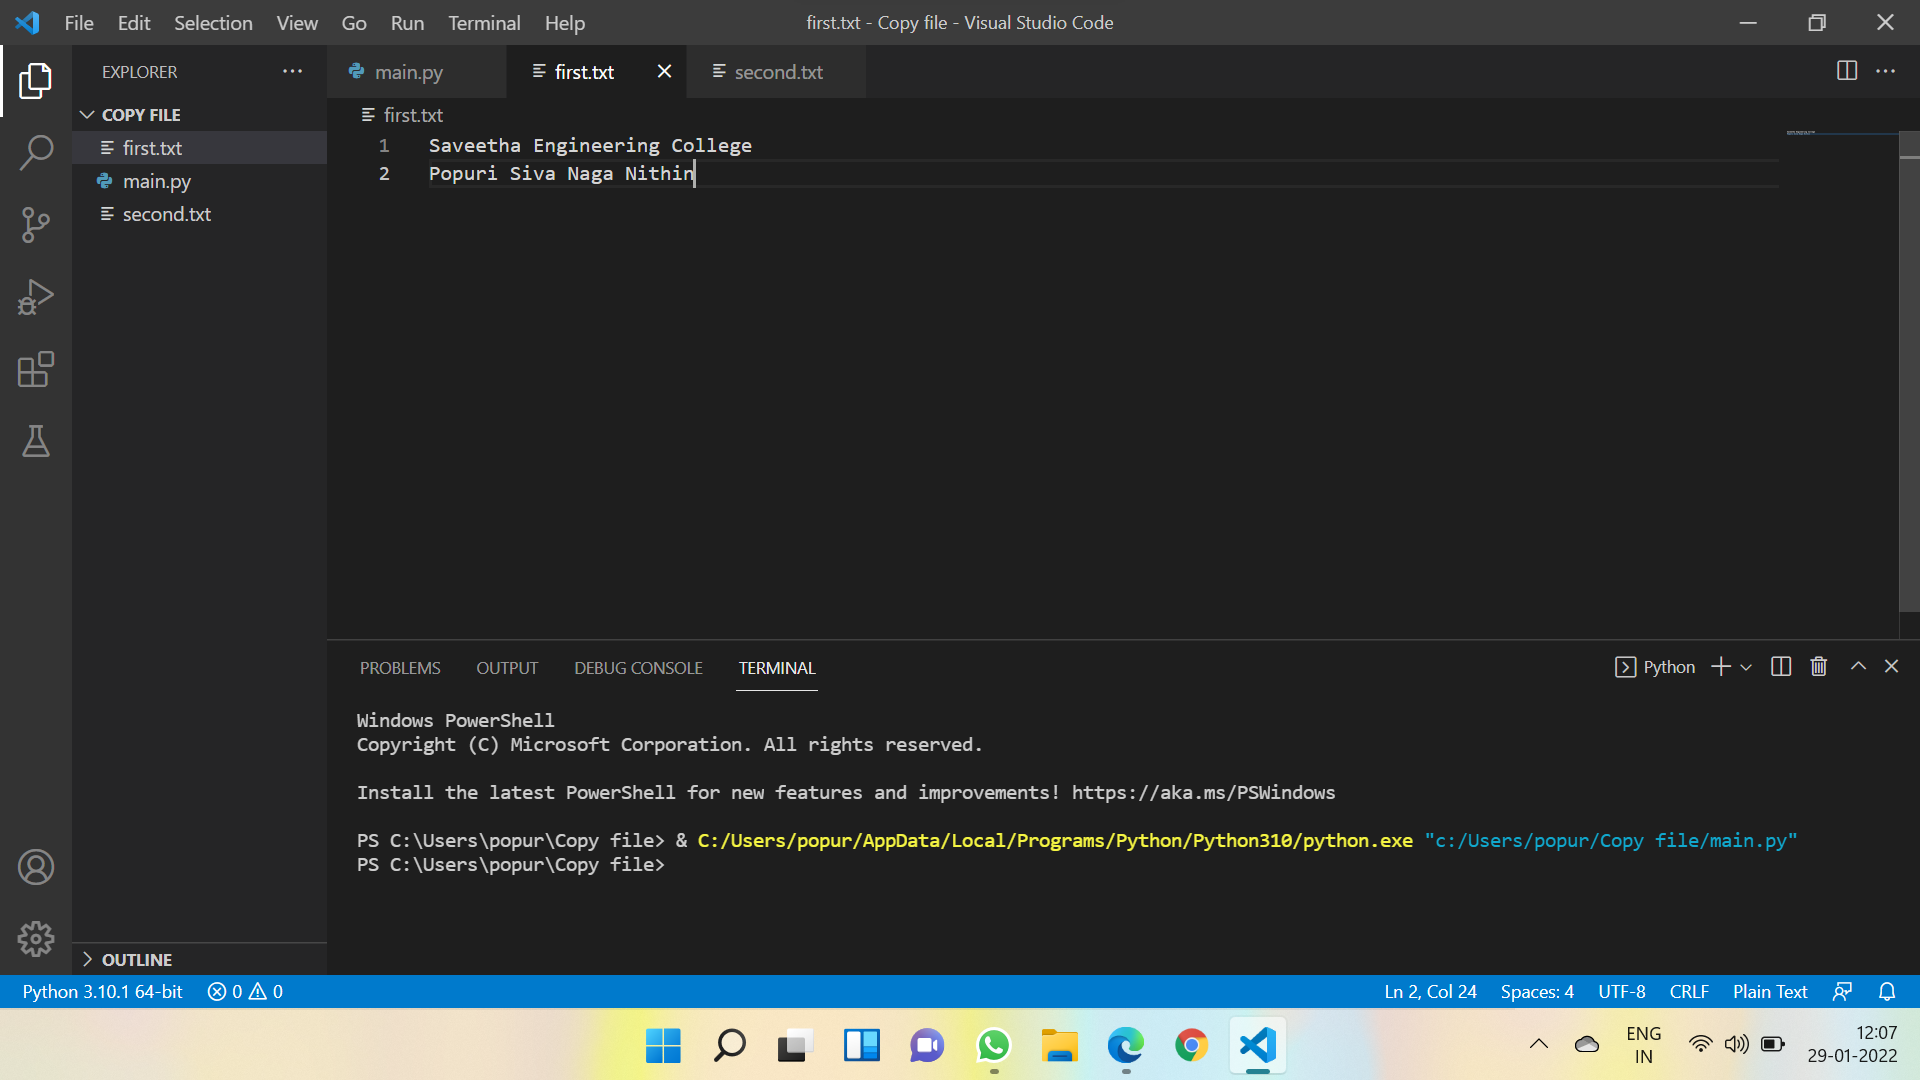 File Edit Selection View Go Run Terminal Help first.txt - Copy file - Visual Studio Code
EXPLORER
COPY FILE
first.txt
main.py
second.txt
OUTLINE
main.py first.txt second.txt
first.txt
1 Saveetha Engineering College
2 Popuri Siva Naga Nithin
PROBLEMS OUTPUT DEBUG CONSOLE TERMINAL Python
Windows PowerShell
Copyright (C) Microsoft Corporation. All rights reserved.
Install the latest PowerShell for new features and improvements! https://aka.ms/PSWindows
PS C:\Users\popur\Copy file> & C:/Users/popur/AppData/Local/Programs/Python/Python310/python.exe "c:/Users/popur/Copy file/main.py"
PS C:\Users\popur\Copy file>
Python 3.10.1 64-bit 0 0 Ln 2, Col 24 Spaces: 4 UTF-8 CRLF Plain Text
ENG
IN
12:07
29-01-2022